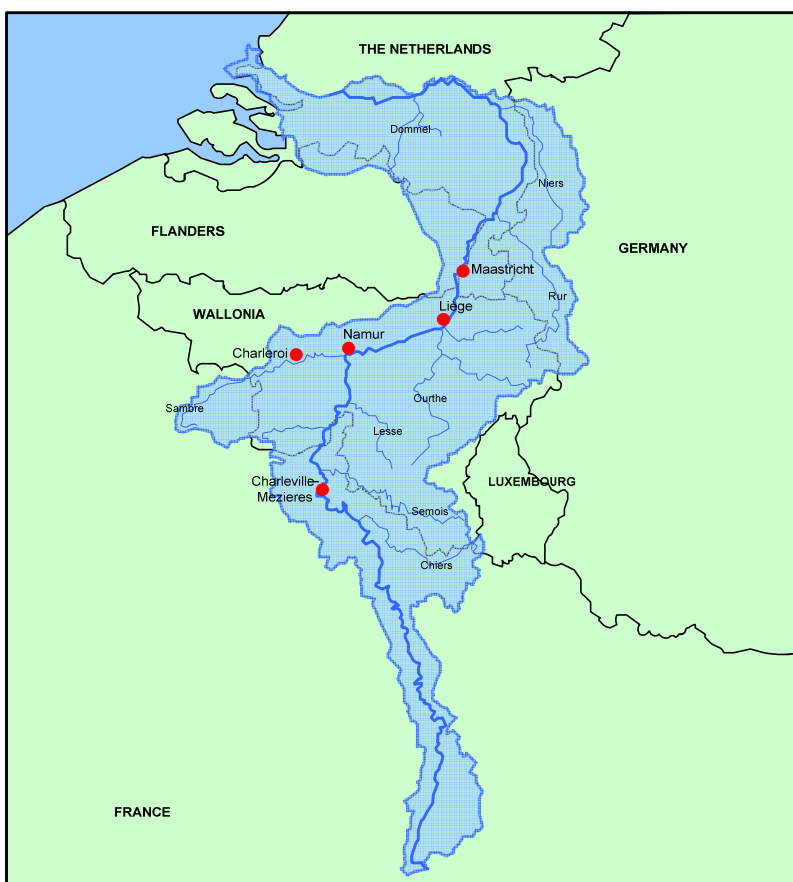 THE NETHERLANDS
Dommel
Niers
FLANDERS
GERMANY
Maastricht
Rur
Liège
WALLONIA
Namur
Charleroi
Ourthe
Sambre
Lesse
Charleville-
Mezieres
LUXEMBOURG
Semois
Chiers
FRANCE